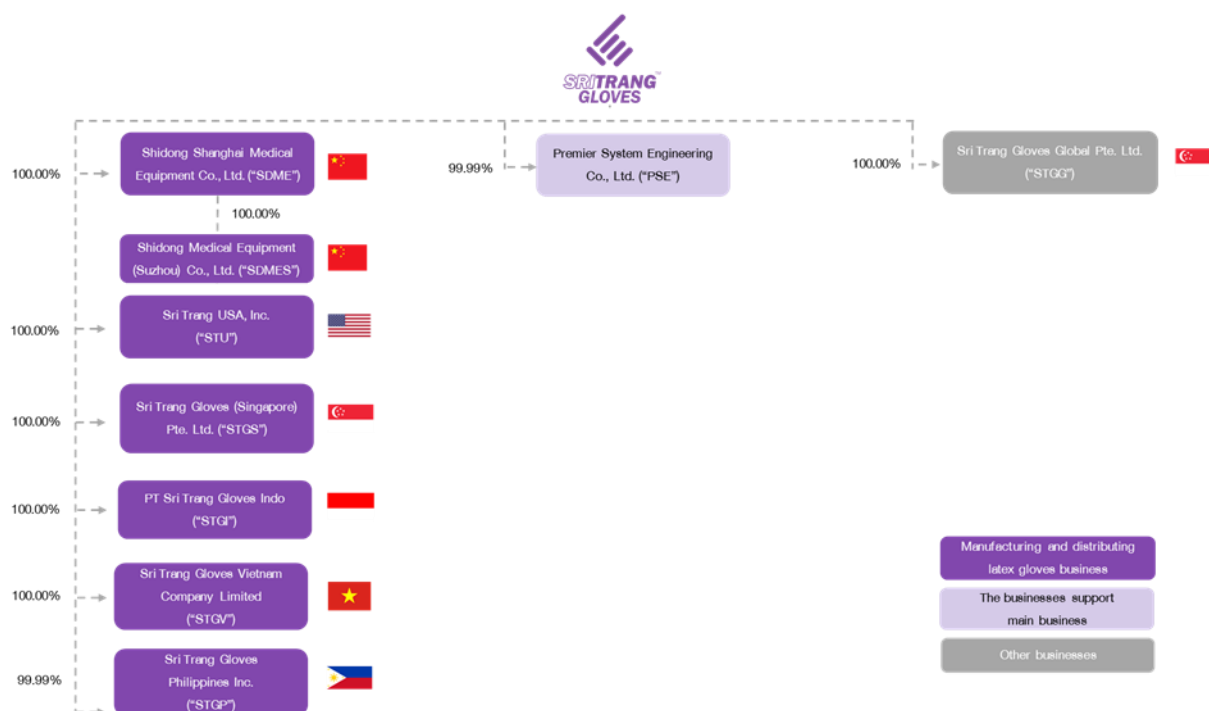 SRITRANG
GLOVES
100.00%
Shidong Shanghai Medical
Equipment Co., Ltd. (“SDME”)
99.99%
Premier System Engineering
Co., Ltd. (“PSE”)
100.00%
Sri Trang Gloves Global Pte. Ltd.
(“STGG”)
100.00%
Shidong Medical Equipment
(Suzhou) Co., Ltd. (“SDMES”)
100.00%
Sri Trang USA, Inc.
(“STU”)
100.00%
Sri Trang Gloves (Singapore)
Pte. Ltd. (“STGS”)
100.00%
PT Sri Trang Gloves Indo
(“STGI”)
100.00%
Sri Trang Gloves Vietnam
Company Limited
(“STGV”)
99.99%
Sri Trang Gloves
Philippines Inc.
(“STGP”)
Manufacturing and distributing
latex gloves business
The businesses support
main business
Other businesses